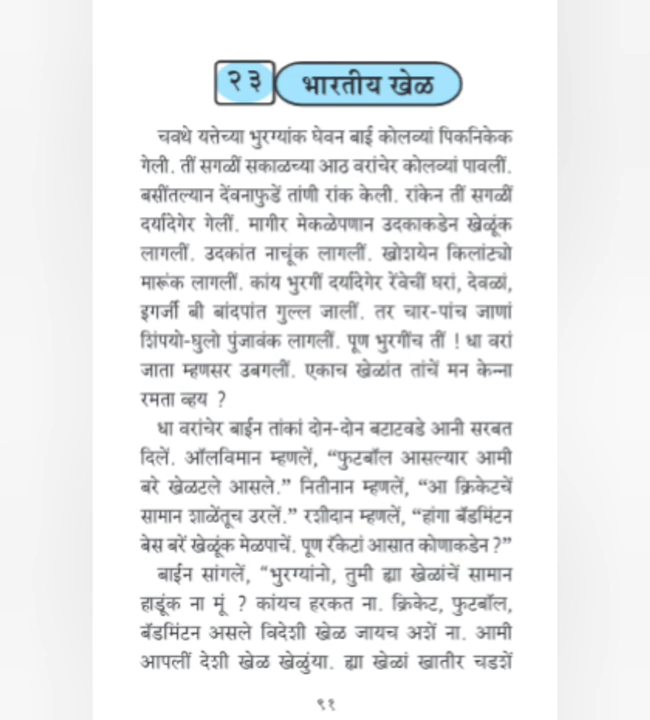 २३ भारतीय खेळ
चवथे यत्तेच्या भुरग्यांक घेवन बाई कोलव्यां पिकनिकेक
गेली. तीं सगळीं सकाळच्या आठ वरांचेर कोलव्यां पावलीं.
बसींतल्यान देंवनाफुडें तांणी रांक केली. रांकेन तीं सगळीं
दर्यादेगेर गेलीं. मागीर मेकळेपणान उदकाकडेन खेळूंक
लागलीं. उदकांत नाचूंक लागलीं. खोशयेन किलांट्यो
मारूंक लागलीं. कांय भुरगीं दर्यादेगेर रेंवेचीं घरां, देवळां,
इगर्जी बी बांदपांत गुल्ल जालीं. तर चार-पांच जाणां
शिंपयो-घुलो पुंजावंक लागलीं. पूण भुरगींच तीं ! धा वरां
जाता म्हणसर उबगलीं. एकाच खेळांत तांचें मन केन्ना
रमता व्हय ?
धा वरांचेर बाईन तांकां दोन-दोन बटाटवडे आनी सरबत
दिलें. ऑलविमान म्हणलें, “फुटबॉल आसल्यार आमी
बरे खेळटले आसले.” नितीनान म्हणलें, “आ क्रिकेटचें
सामान शाळेंतूच उरलें.” रशीदान म्हणलें, “हांगा बॅडमिंटन
बेस बरें खेळूंक मेळपाचें. पूण रॅकेटां आसात कोणाकडेन ?”
बाईन सांगलें, “भुरग्यांनो, तुमी ह्या खेळांचें सामान
हाडूंक ना मूं ? कांयच हरकत ना. क्रिकेट, फुटबॉल,
बॅडमिंटन असले विदेशी खेळ जायच अशें ना. आमी
आपलीं देशी खेळ खेळुंया. ह्या खेळां खातीर चडशें
९१